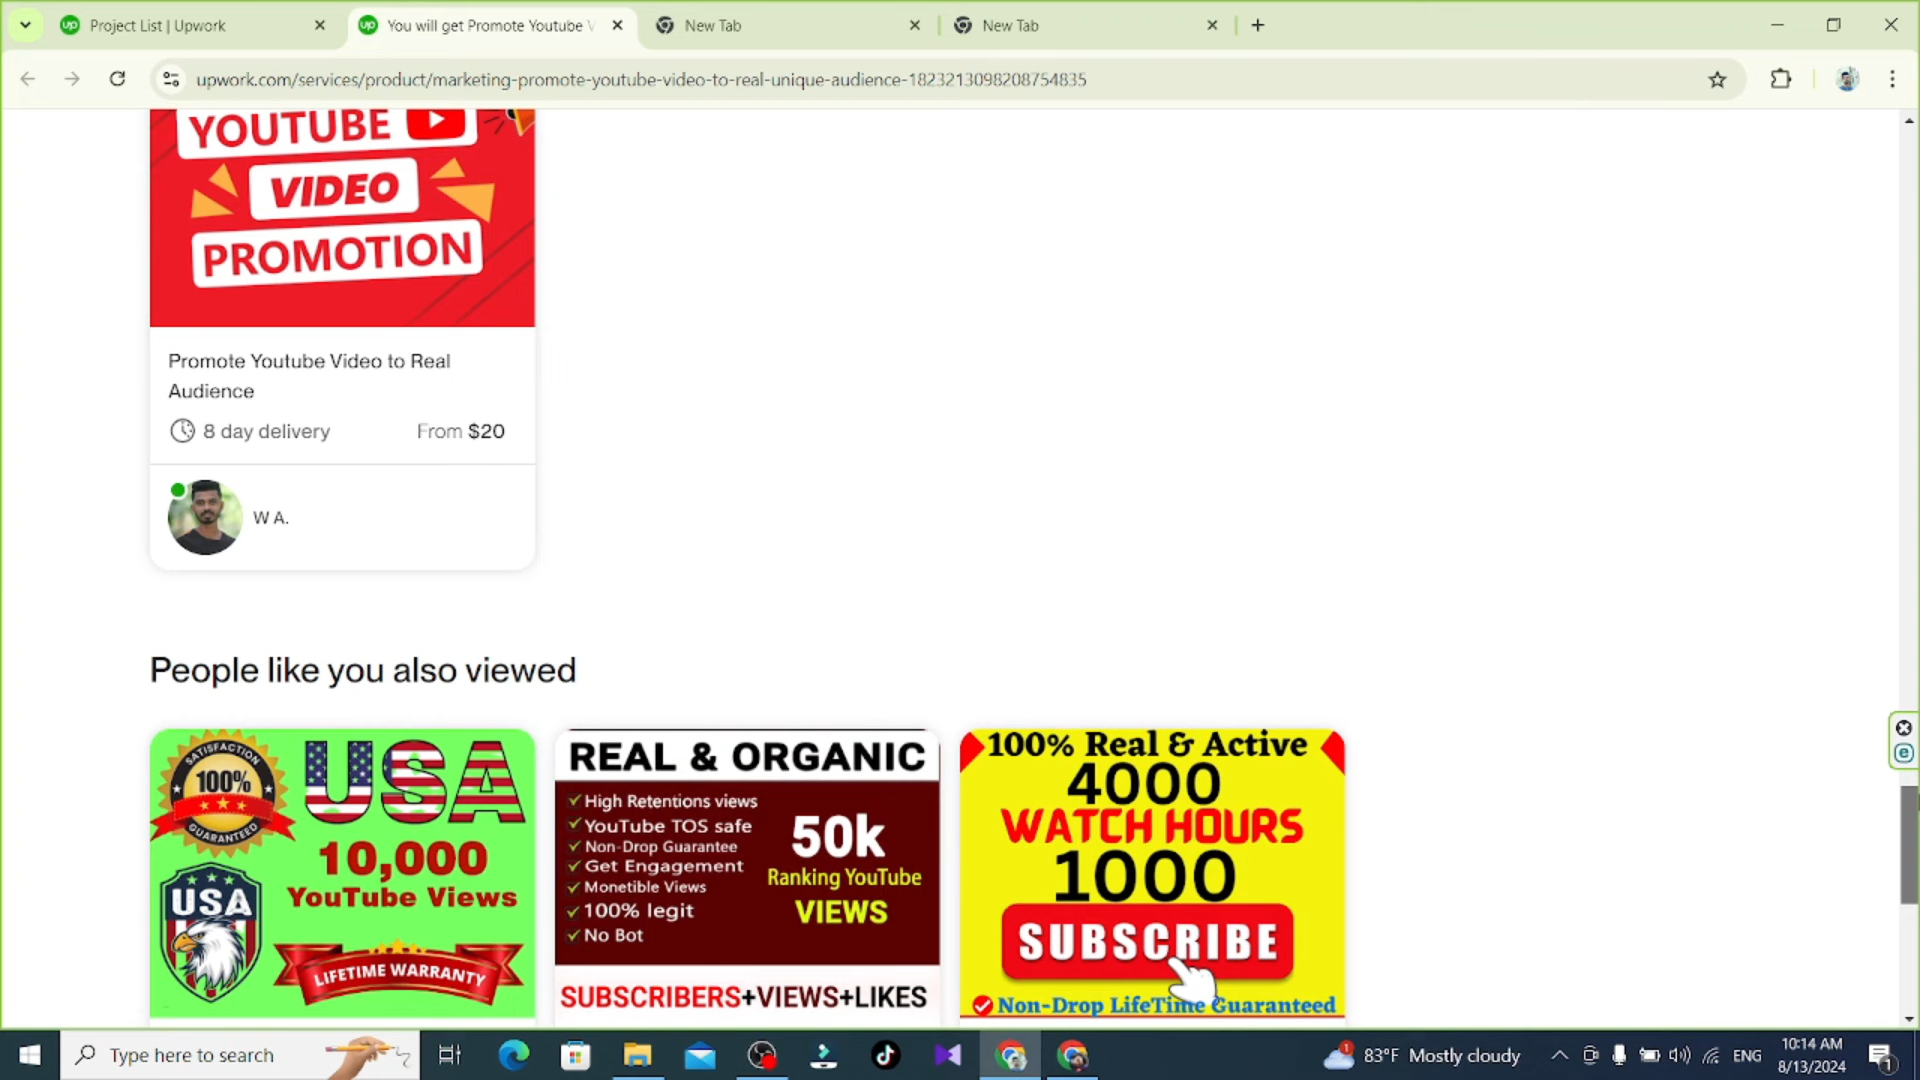 Project List | Upwork
You will get Promote Youtube V
New Tab
New Tab
upwork.com/services/product/marketing-promote-youtube-video-to-real-unique-audience-1823213098208754835
YOUTUBE
VIDEO
PROMOTION
Promote Youtube Video to Real
Audience
8 day delivery
From $20
W A.
People like you also viewed
SATISFACTION
100%
GUARANTEED
USA
10,000
YouTube Views
USA
LIFETIME WARRANTY
REAL & ORGANIC
High Retentions views
YouTube TOS safe
Non-Drop Guarantee
Get Engagement
Monetible Views
100% legit
No Bot
50k
Ranking YouTube
VIEWS
SUBSCRIBERS+VIEWS+LIKES
100% Real & Active
4000
WATCH HOURS
1000
SUBSCRIBE
Non-Drop LifeTime Guaranteed
Type here to search
83°F Mostly cloudy
ENG
10:14 AM
8/13/2024